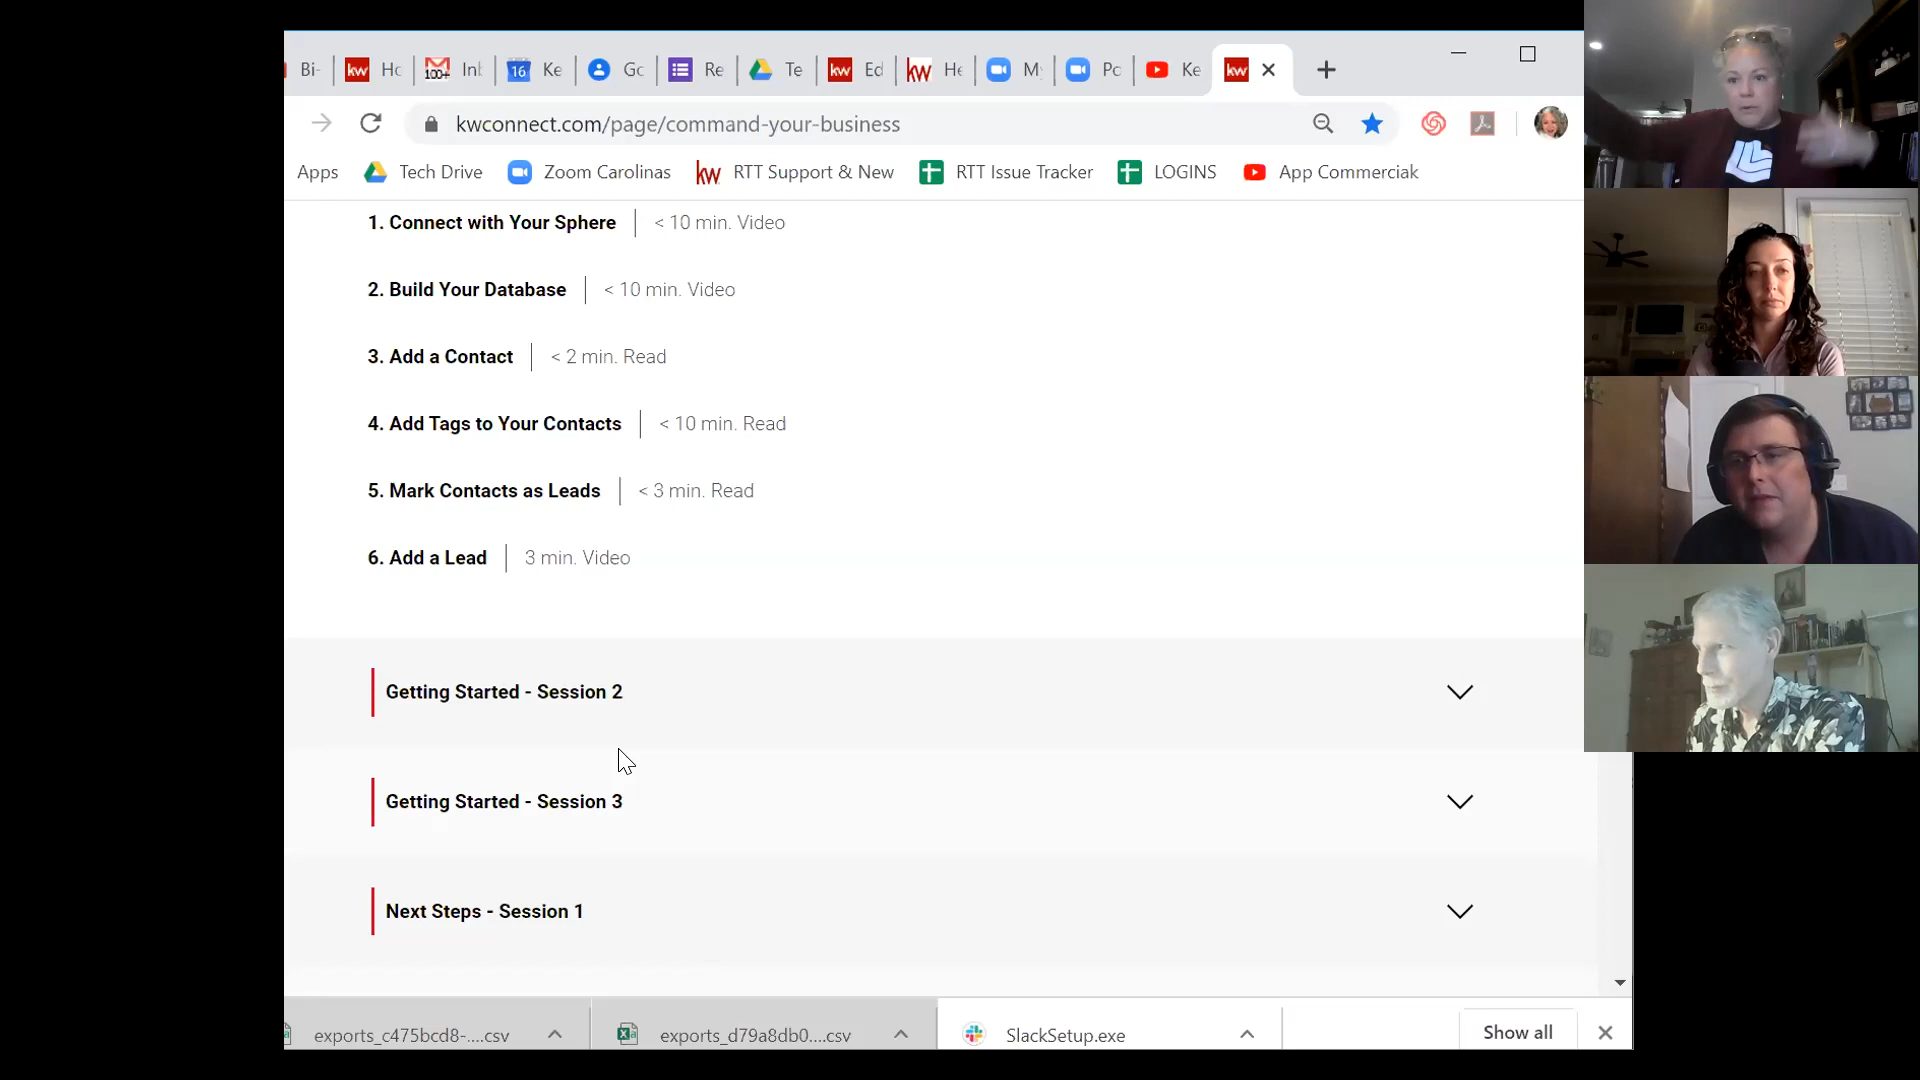 Bi- Hc Inl Ke Gc Re Te Ed He M Pc Ke
kwconnect.com/page/command-your-business
Apps Tech Drive Zoom Carolinas RTT Support & New RTT Issue Tracker LOGINS App Commerciak
1. Connect with Your Sphere < 10 min. Video
2. Build Your Database < 10 min. Video
3. Add a Contact < 2 min. Read
4. Add Tags to Your Contacts < 10 min. Read
5. Mark Contacts as Leads < 3 min. Read
6. Add a Lead 3 min. Video
Getting Started - Session 2
Getting Started - Session 3
Next Steps - Session 1
exports_c475bcd8-....csv exports_d79a8db0....csv SlackSetup.exe Show all